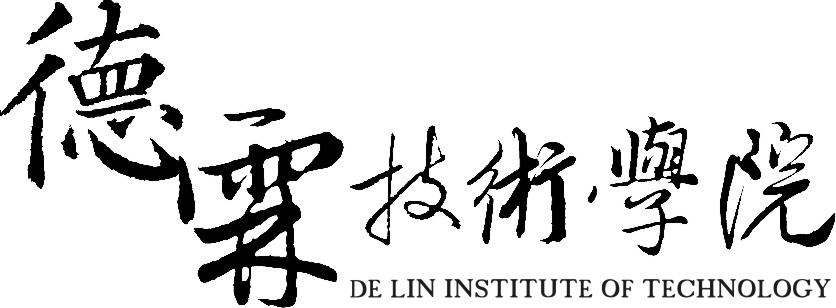 德霖技術學院
DE LIN INSTITUTE OF TECHNOLOGY